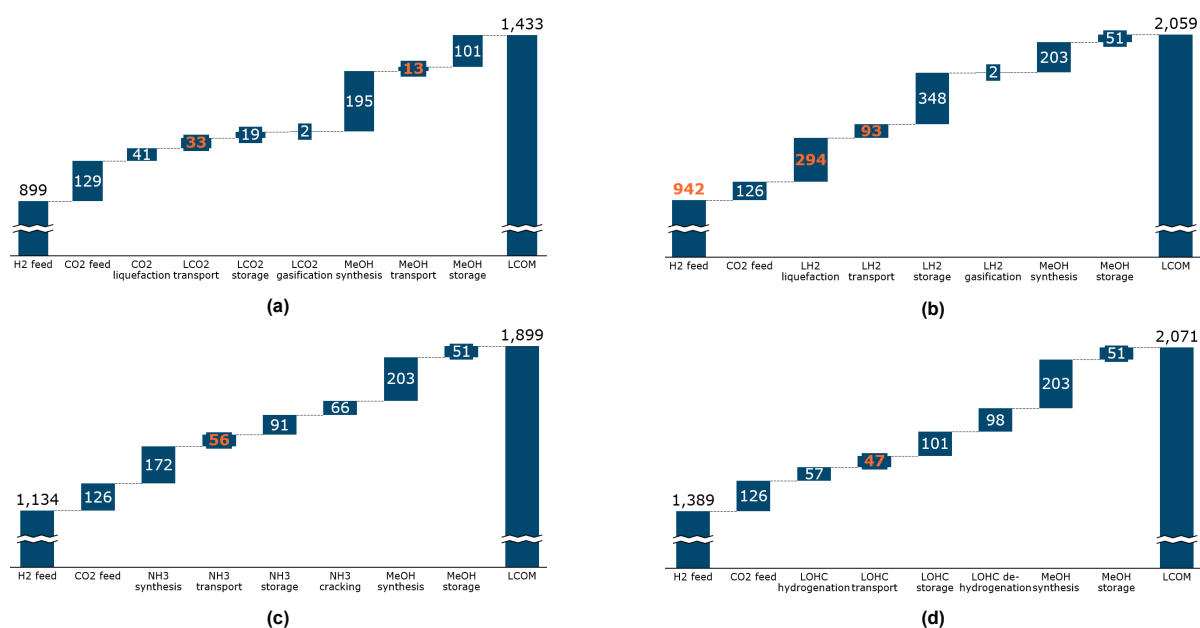 1,433
101
13
195
899
129
41
33
19
2
H2 feed
CO2 feed
CO2 liquefaction
LCO2 transport
LCO2 storage
LCO2 gasification
MeOH synthesis
MeOH transport
MeOH storage
LCOM
(a)
2,059
51
203
2
348
93
294
942
126
H2 feed
CO2 feed
LH2 liquefaction
LH2 transport
LH2 storage
LH2 gasification
MeOH synthesis
MeOH storage
LCOM
(b)
1,899
51
203
66
91
56
172
1,134
126
H2 feed
CO2 feed
NH3 synthesis
NH3 transport
NH3 storage
NH3 cracking
MeOH synthesis
MeOH storage
LCOM
(c)
2,071
51
203
98
101
47
57
1,389
126
H2 feed
CO2 feed
LOHC hydrogenation
LOHC transport
LOHC storage
LOHC de-hydrogenation
MeOH synthesis
MeOH storage
LCOM
(d)